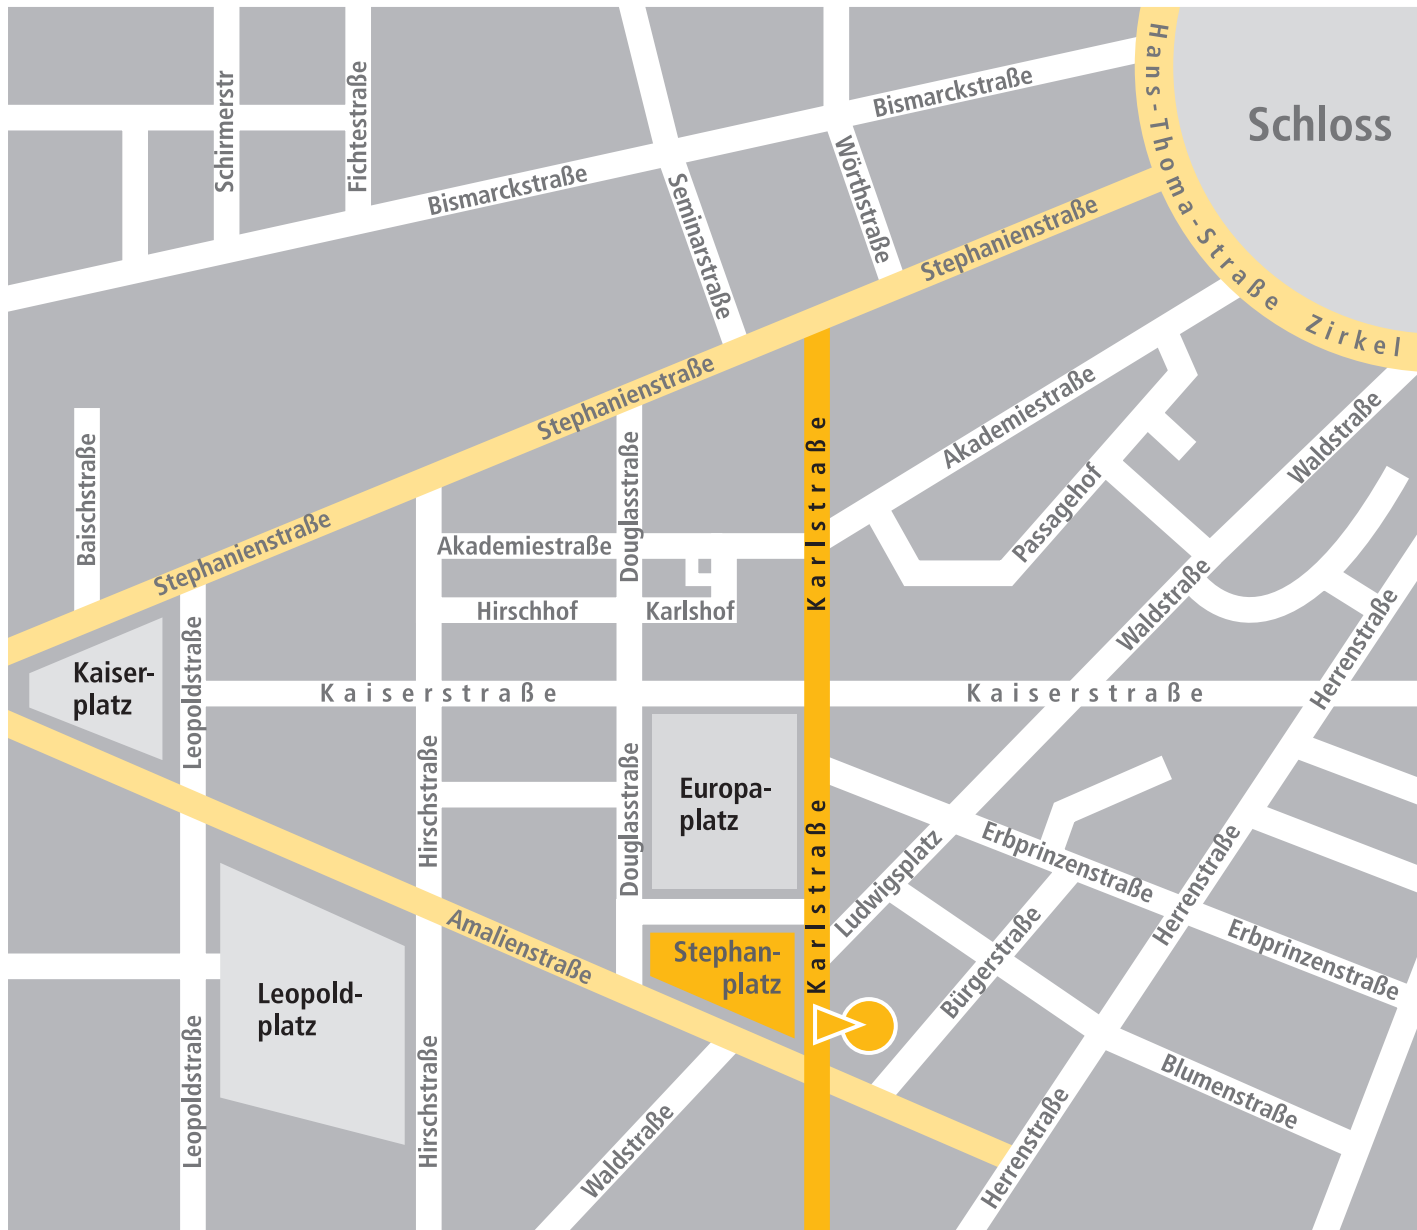 Hans-Thoma-Straße Zirkel
Schloss
Schirmerstr
Fichtestraße
Bismarckstraße
Bismarckstraße
Seminarstraße
Wörthstraße
Stephanienstraße
Stephanienstraße
Stephanienstraße
Baischstraße
Douglasstraße
Karlstraße
Akademiestraße
Akademiestraße
Passagehof
Waldstraße
Waldstraße
Hirschhof
Karlshof
Herrenstraße
Kaiser-
platz
Leopoldstraße
Kaiserstraße
Kaiserstraße
Hirschstraße
Douglasstraße
Europa-
platz
Karlstraße
Ludwigsplatz
Erbprinzenstraße
Herrenstraße
Erbprinzenstraße
Amalienstraße
Stephan-
platz
Bürgerstraße
Leopold-
platz
Leopoldstraße
Hirschstraße
Waldstraße
Blumenstraße
Herrenstraße